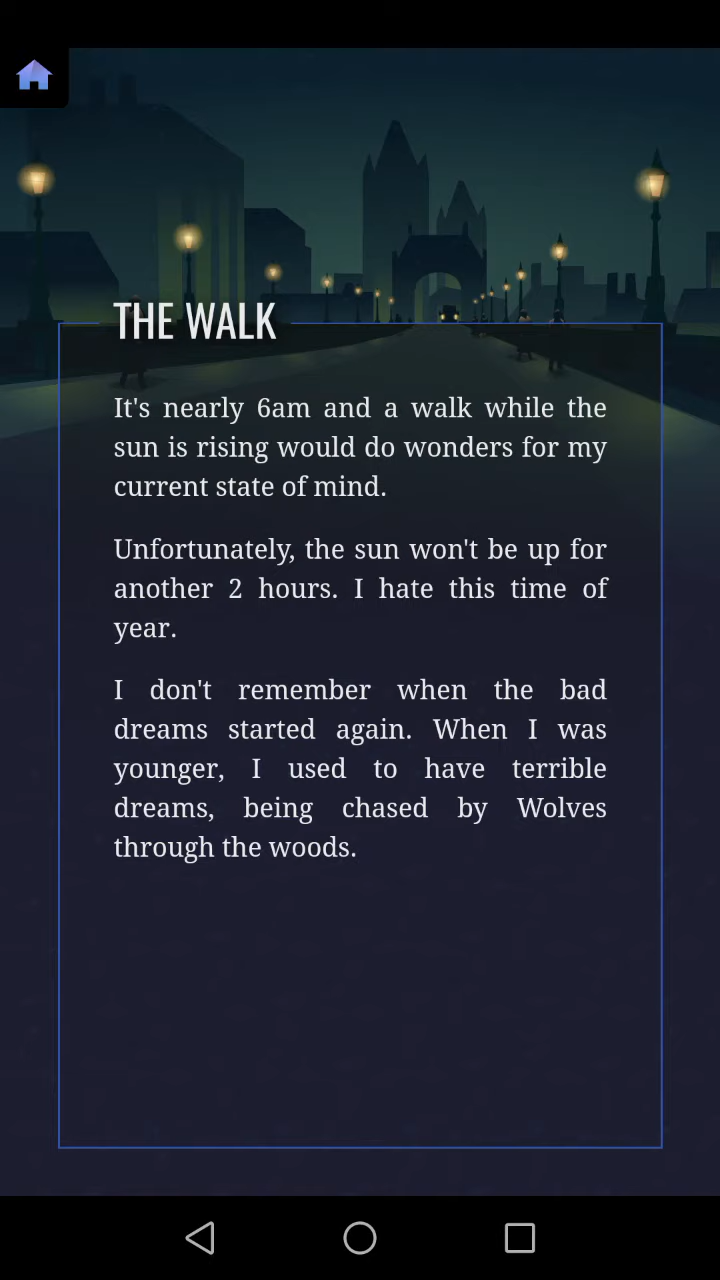 THE WALK
It's nearly 6am and a walk while the
sun is rising would do wonders for my
current state of mind.
Unfortunately, the sun won't be up for
another 2 hours. I hate this time of
year.
I don't remember when the bad
dreams started again. When I was
younger, I used to have terrible
dreams, being chased by Wolves
through the woods.